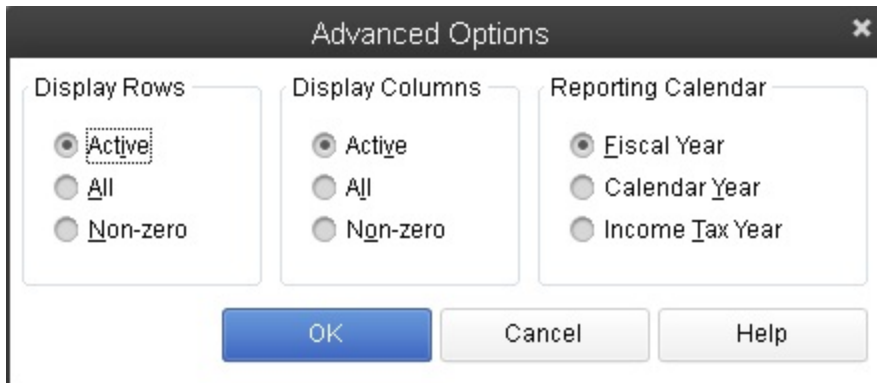 Advanced Options
Display Rows
Active
All
Non-zero
Display Columns
Active
All
Non-zero
Reporting Calendar
Fiscal Year
Calendar Year
Income Tax Year
OK
Cancel
Help